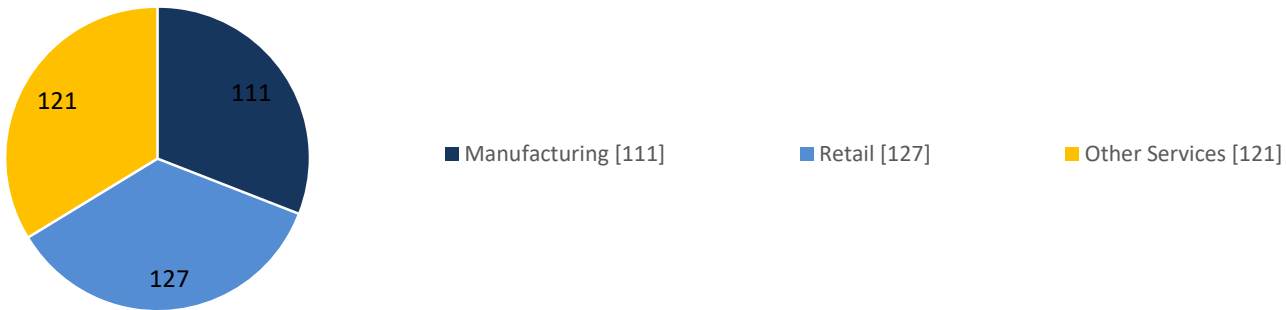 111
121
127
Manufacturing [111]
Retail [127]
Other Services [121]